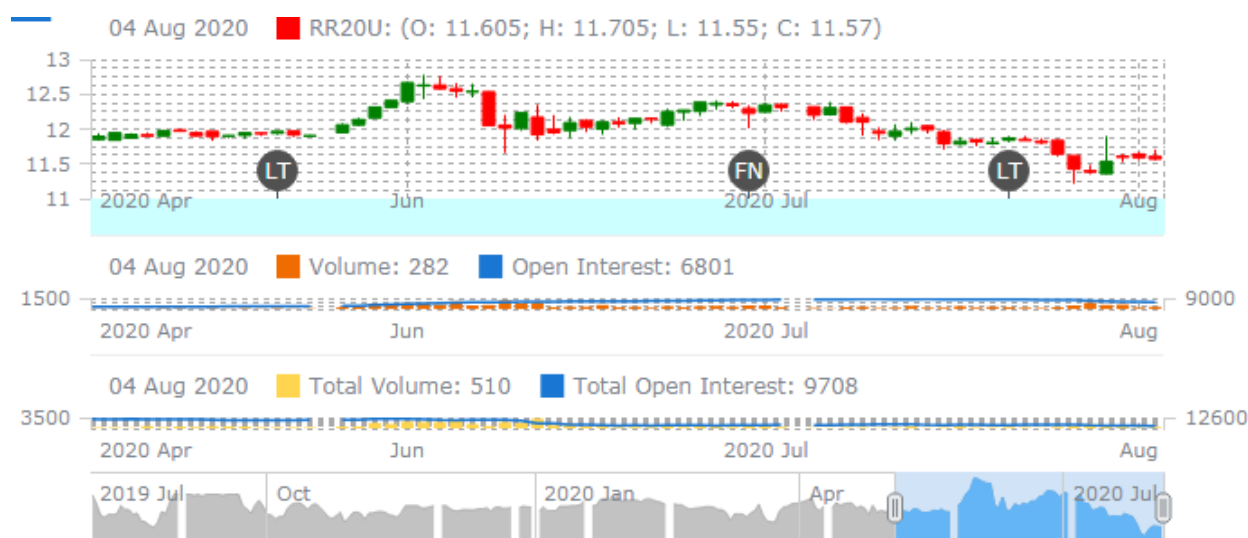 04 Aug 2020 RR20U: (O: 11.605; H: 11.705; L: 11.55; C: 11.57)
13
12.5
12
11.5
11
LT FN LT
2020 Apr Jun 2020 Jul Aug
04 Aug 2020 Volume: 282 Open Interest: 6801
1500 9000
2020 Apr Jun 2020 Jul Aug
04 Aug 2020 Total Volume: 510 Total Open Interest: 9708
3500 12600
2020 Apr Jun 2020 Jul Aug
2019 Jul Oct 2020 Jan Apr 2020 Jul